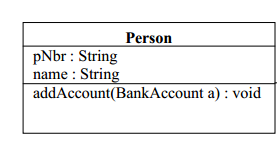 Person
pNbr : String
name : String
addAccount(BankAccount a) : void